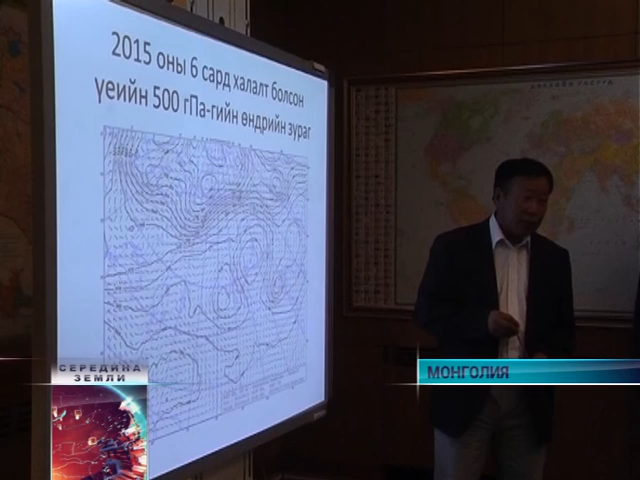 2015 оны 6 сард халалт болсон
үеийн 500 гПа-гийн өндрийн зураг
СЕРЕДИНА
ЗЕМЛИ
МОНГОЛИЯ